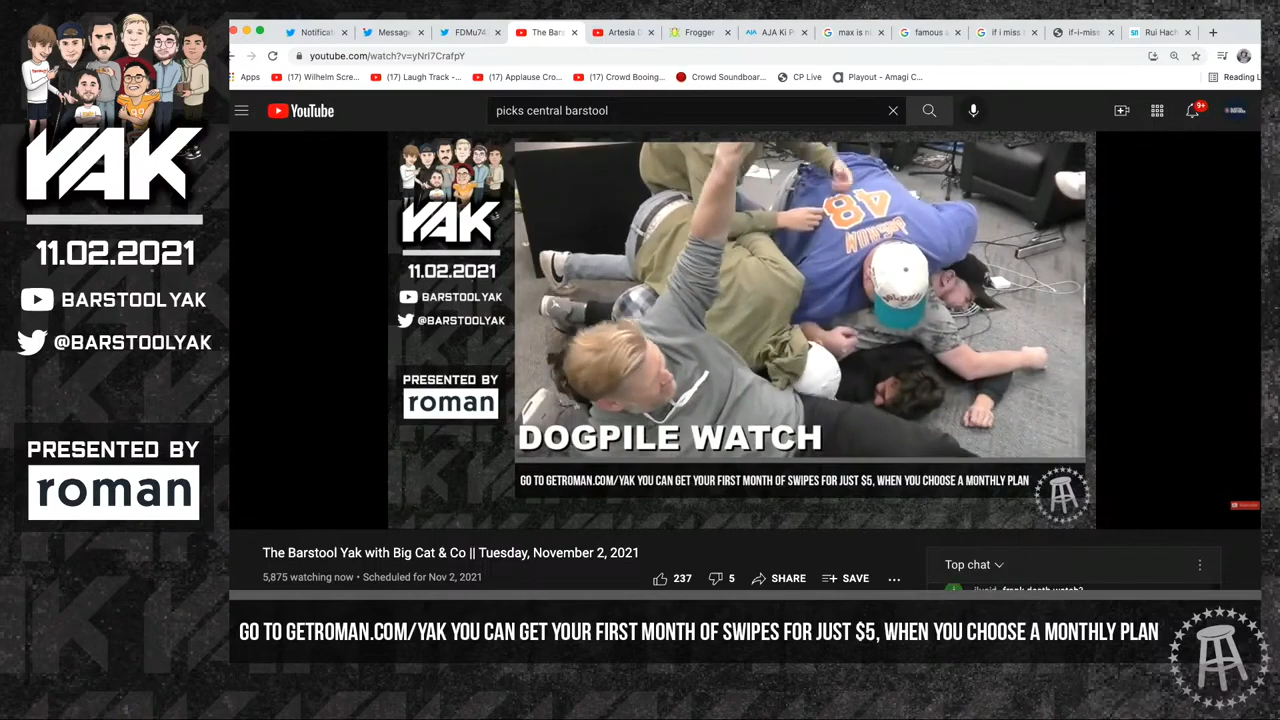 YAK
11.02.2021
BARSTOOLYAK
@BARSTOOLYAK
PRESENTED BY
roman
Notificat
Message
FDMu74
The Bars
Artesia D
Frogger
AJA Ki P
max is ni
famous a
if i miss
if-i-miss
Rui Hach
youtube.com/watch?v=yNrI7CrafpY
Apps
(17) Wilhelm Scre...
(17) Laugh Track -...
(17) Applause Cro...
(17) Crowd Booing...
Crowd Soundboar...
CP Live
Playout - Amagi C...
Reading L
YouTube
picks central barstool
9+
YAK
11.02.2021
BARSTOOLYAK
@BARSTOOLYAK
PRESENTED BY
roman
48
DOGPILE WATCH
GO TO GETROMAN.COM/YAK YOU CAN GET YOUR FIRST MONTH OF SWIPES FOR JUST $5, WHEN YOU CHOOSE A MONTHLY PLAN
The Barstool Yak with Big Cat & Co || Tuesday, November 2, 2021
5,875 watching now • Scheduled for Nov 2, 2021
237
5
SHARE
SAVE
Top chat
GO TO GETROMAN.COM/YAK YOU CAN GET YOUR FIRST MONTH OF SWIPES FOR JUST $5, WHEN YOU CHOOSE A MONTHLY PLAN